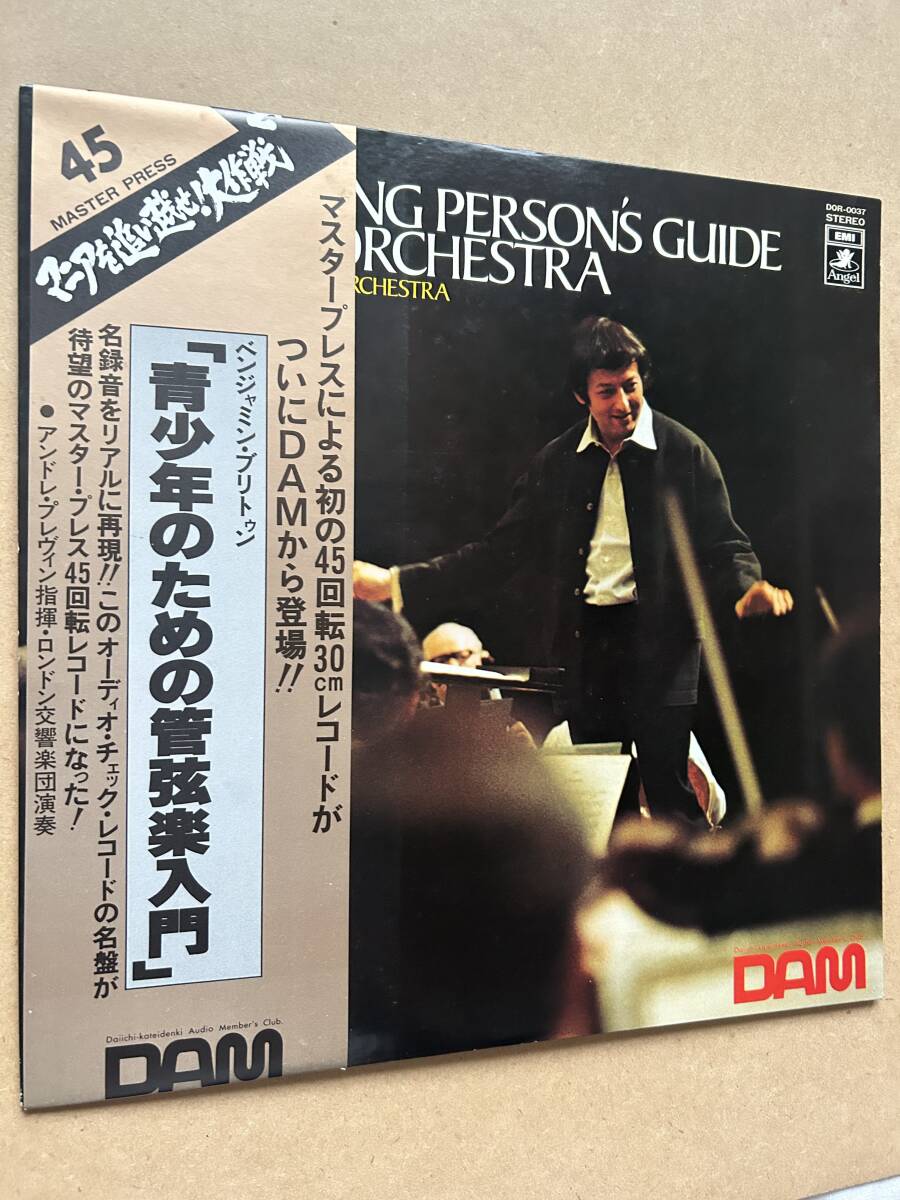 45
MASTER PRESS
マニアを追い越せ!大作戦
マスタープレスによる初の45回転30cmレコードが
ついにDAMから登場!!
ベンジャミン・ブリトゥン
「青少年のための管弦楽入門」
名録音をリアルに再現!!このオーディオ・チェック・レコードの名盤が
待望のマスター・プレス45回転レコードになった!
●アンドレ・プレヴィン指揮・ロンドン交響楽団演奏
Daiichi-kateidenki Audio Member's Club.
DAM
NG PERSON'S GUIDE
ORCHESTRA
RCHESTRA
DOR-0037
STEREO
EMI
Angel
Daiichi-kateidenki Audio Member's Club.
DAM